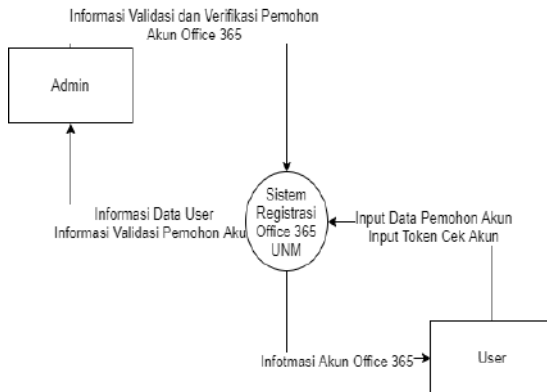 Informasi Validasi dan Verifikasi Pemohon
Akun Office 365
Admin
Sistem
Registrasi
Office 365
UNM
Informasi Data User
Informasi Validasi Pemohon Aku
Input Data Pemohon Akun
Input Token Cek Akun
Infotmasi Akun Office 365
User